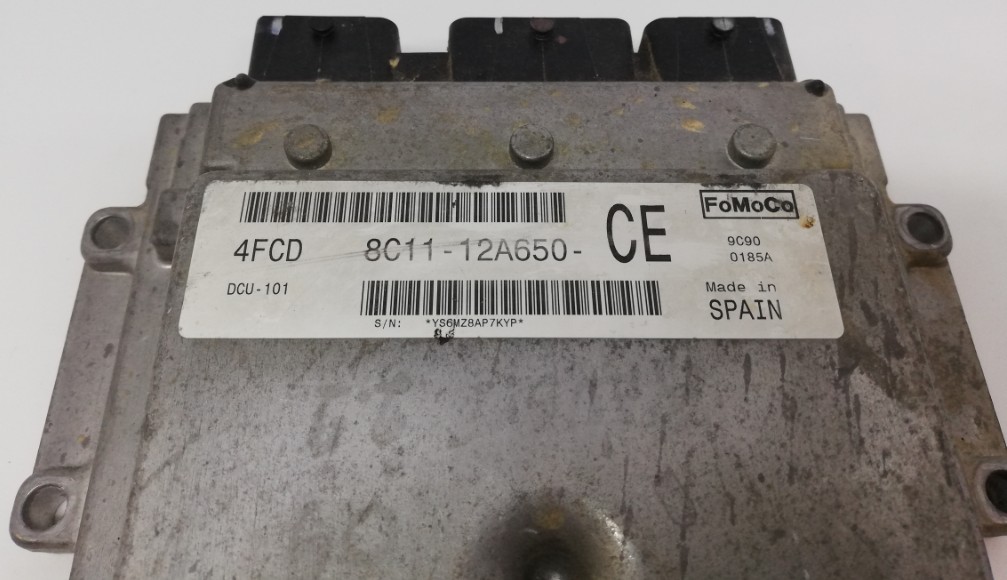 4FCD 8C11-12A650- CE
FoMoCo
9C90
0185A
DCU-101
Made in
SPAIN
S/N: *YS6MZ8AP7KYP*